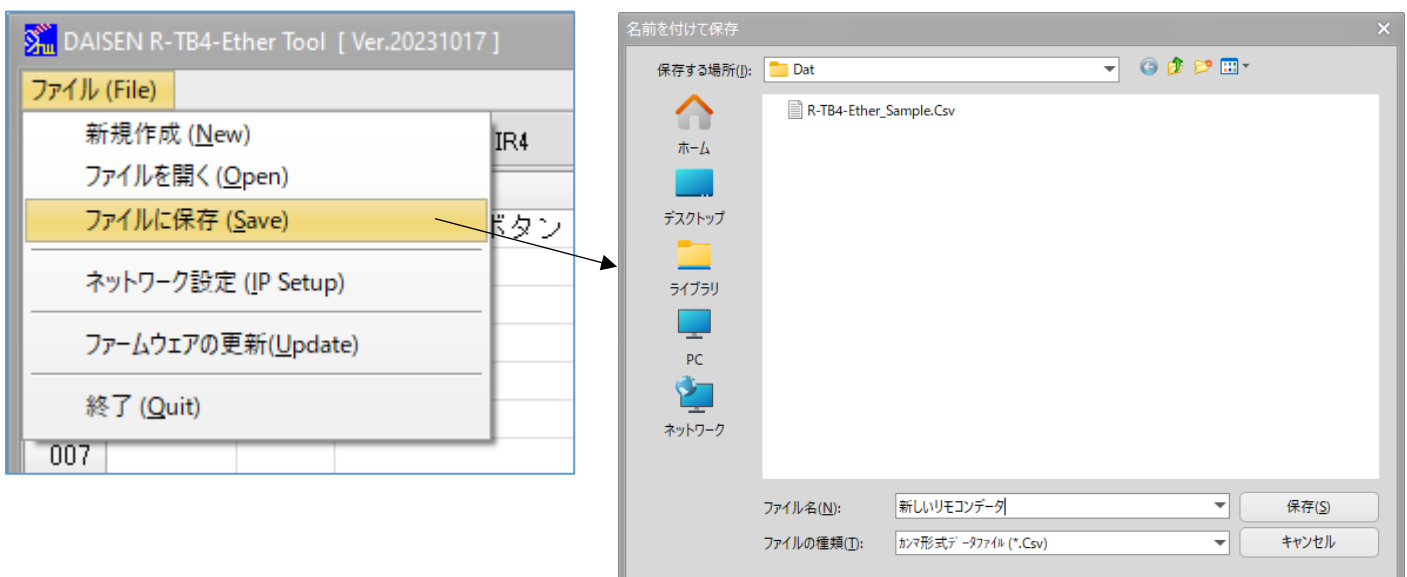 DAISEN R-TB4-Ether Tool [ Ver.20231017 ]
ファイル (File)
新規作成 (New)
ファイルを開く (Open)
ファイルに保存 (Save)
ネットワーク設定 (IP Setup)
ファームウェアの更新(Update)
終了 (Quit)
IR4
ボタン
007
名前を付けて保存
保存する場所(I):
Dat
R-TB4-Ether_Sample.Csv
ホーム
デスクトップ
ライブラリ
PC
ネットワーク
ファイル名(N):
新しいリモコンデータ
保存(S)
ファイルの種類(T):
カンマ形式データファイル (*.Csv)
キャンセル